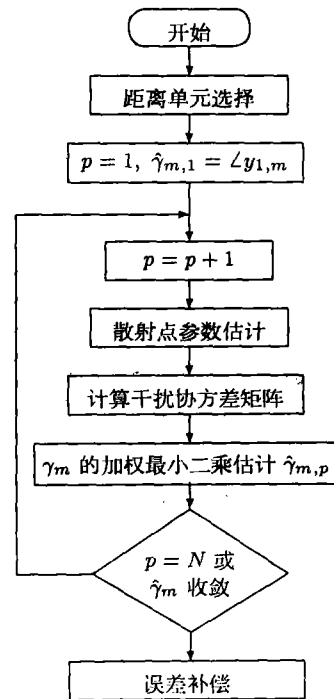 开始
距离单元选择
p = 1, γ̂m,1 = ∠y1,m
p = p + 1
散射点参数估计
计算干扰协方差矩阵
γm 的加权最小二乘估计 γ̂m,p
p = N 或
γ̂m 收敛
误差补偿